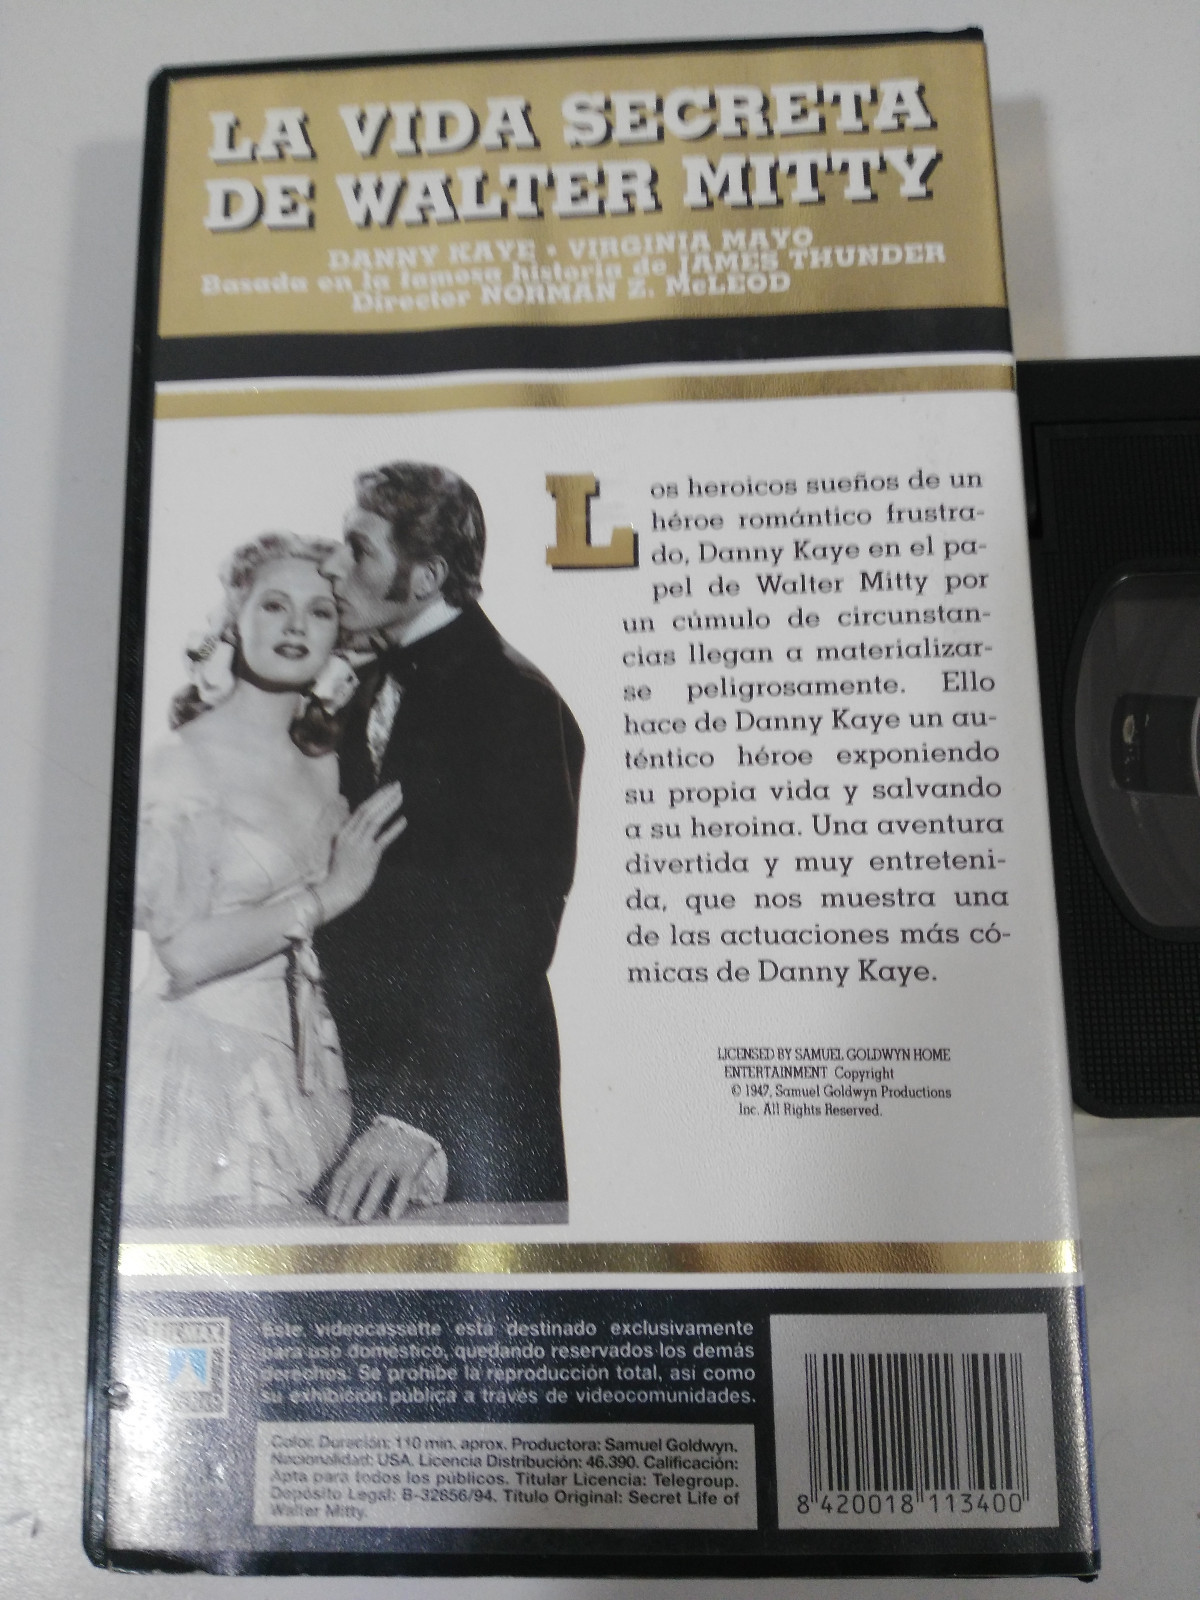 LA VIDA SECRETA
DE WALTER MITTY
DANNY KAYE • VIRGINIA MAYO
Basada en la famosa historia de JAMES THUNDER
Director NORMAN Z. McLEOD
Los heroicos sueños de un
héroe romántico frustra-
do, Danny Kaye en el pa-
pel de Walter Mitty por
un cúmulo de circunstan-
cias llegan a materializar-
se peligrosamente. Ello
hace de Danny Kaye un au-
téntico héroe exponiendo
su propia vida y salvando
a su heroina. Una aventura
divertida y muy entreteni-
da, que nos muestra una
de las actuaciones más có-
micas de Danny Kaye.
LICENSED BY SAMUEL GOLDWYN HOME
ENTERTAINMENT Copyright
© 1947, Samuel Goldwyn Productions
Inc. All Rights Reserved.
Este videocassette está destinado exclusivamente
para uso doméstico, quedando reservados los demás
derechos. Se prohibe la reproducción total, así como
su exhibición pública a través de videocomunidades.
Color. Duración: 110 min. aprox. Productora: Samuel Goldwyn.
Nacionalidad: USA. Licencia Distribución: 46.390. Calificación:
Apta para todos los públicos. Titular Licencia: Telegroup.
Depósito Legal: B-32656/94. Título Original: Secret Life of
Walter Mitty.
8 420018 113400